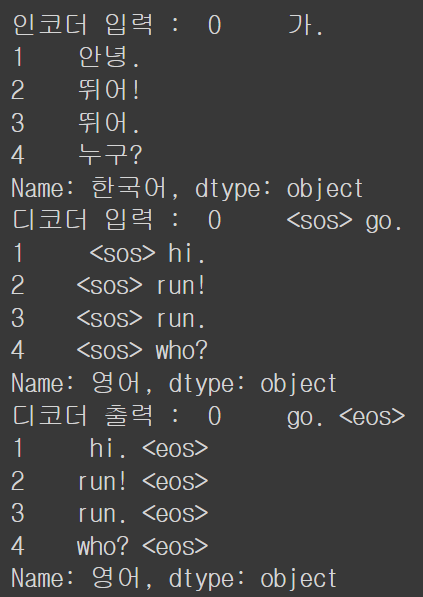 인코더 입력 :  0     가.
1    안녕.
2    뛰어!
3    뛰어.
4    누구?
Name: 한국어, dtype: object
디코더 입력 :  0     <sos> go.
1     <sos> hi.
2    <sos> run!
3    <sos> run.
4    <sos> who?
Name: 영어, dtype: object
디코더 출력 :  0     go. <eos>
1     hi. <eos>
2    run! <eos>
3    run. <eos>
4    who? <eos>
Name: 영어, dtype: object